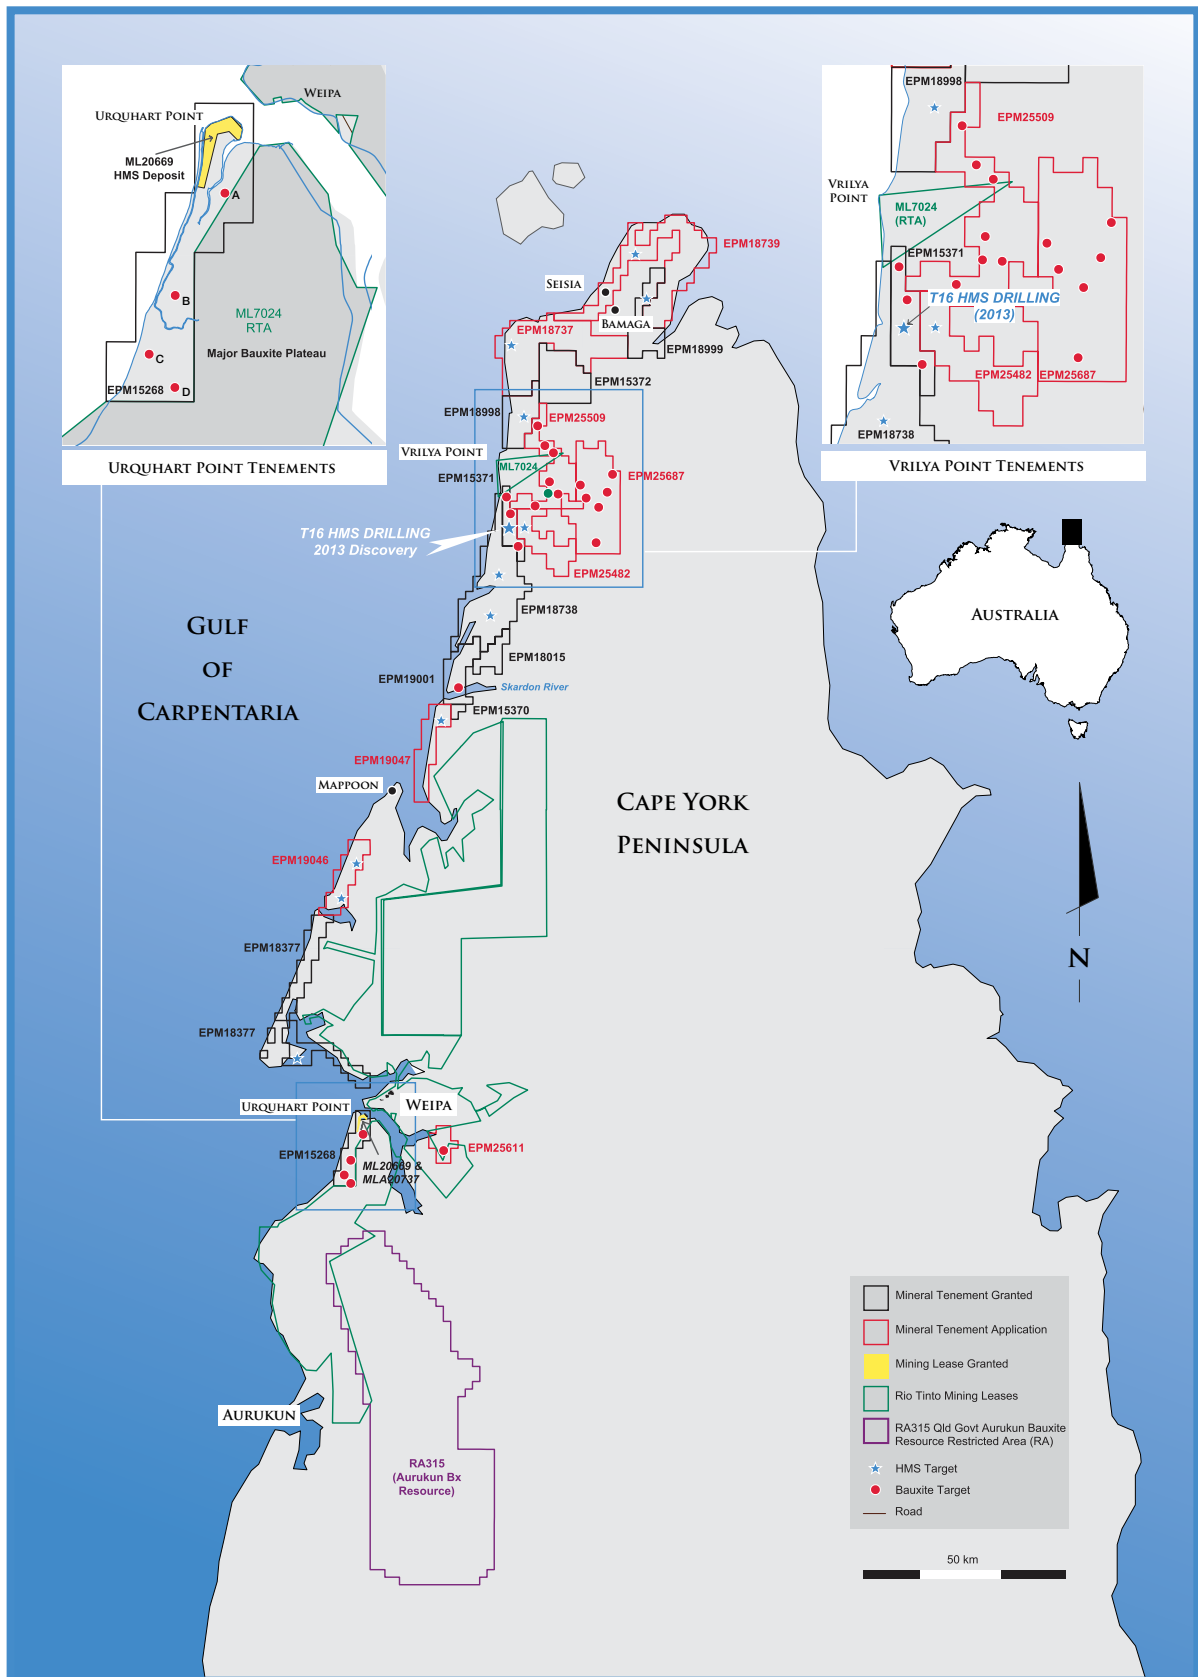 WEIPA
URQUHART POINT
ML20669
HMS Deposit
A
B
ML7024
RTA
C
Major Bauxite Plateau
EPM15268
D
URQUHART POINT TENEMENTS
EPM18998
EPM25509
VRILYA
POINT
ML7024
(RTA)
EPM15371
T16 HMS DRILLING
(2013)
EPM25482
EPM25687
EPM18738
VRILYA POINT TENEMENTS
EPM18739
SEISIA
BAMAGA
EPM18737
EPM18999
EPM15372
EPM18998
EPM25509
VRILYA POINT
ML7024
EPM15371
EPM25687
T16 HMS DRILLING
2013 Discovery
EPM25482
EPM18738
EPM18015
EPM19001
Skardon River
EPM15370
EPM19047
MAPPOON
GULF
OF
CARPENTARIA
CAPE YORK
PENINSULA
AUSTRALIA
N
EPM19046
EPM18377
EPM18377
URQUHART POINT
WEIPA
EPM15268
ML20669 &
MLA20737
EPM25611
AURUKUN
RA315
(Aurukun Bx
Resource)
Mineral Tenement Granted
Mineral Tenement Application
Mining Lease Granted
Rio Tinto Mining Leases
RA315 Qld Govt Aurukun Bauxite
Resource Restricted Area (RA)
HMS Target
Bauxite Target
Road
50 km